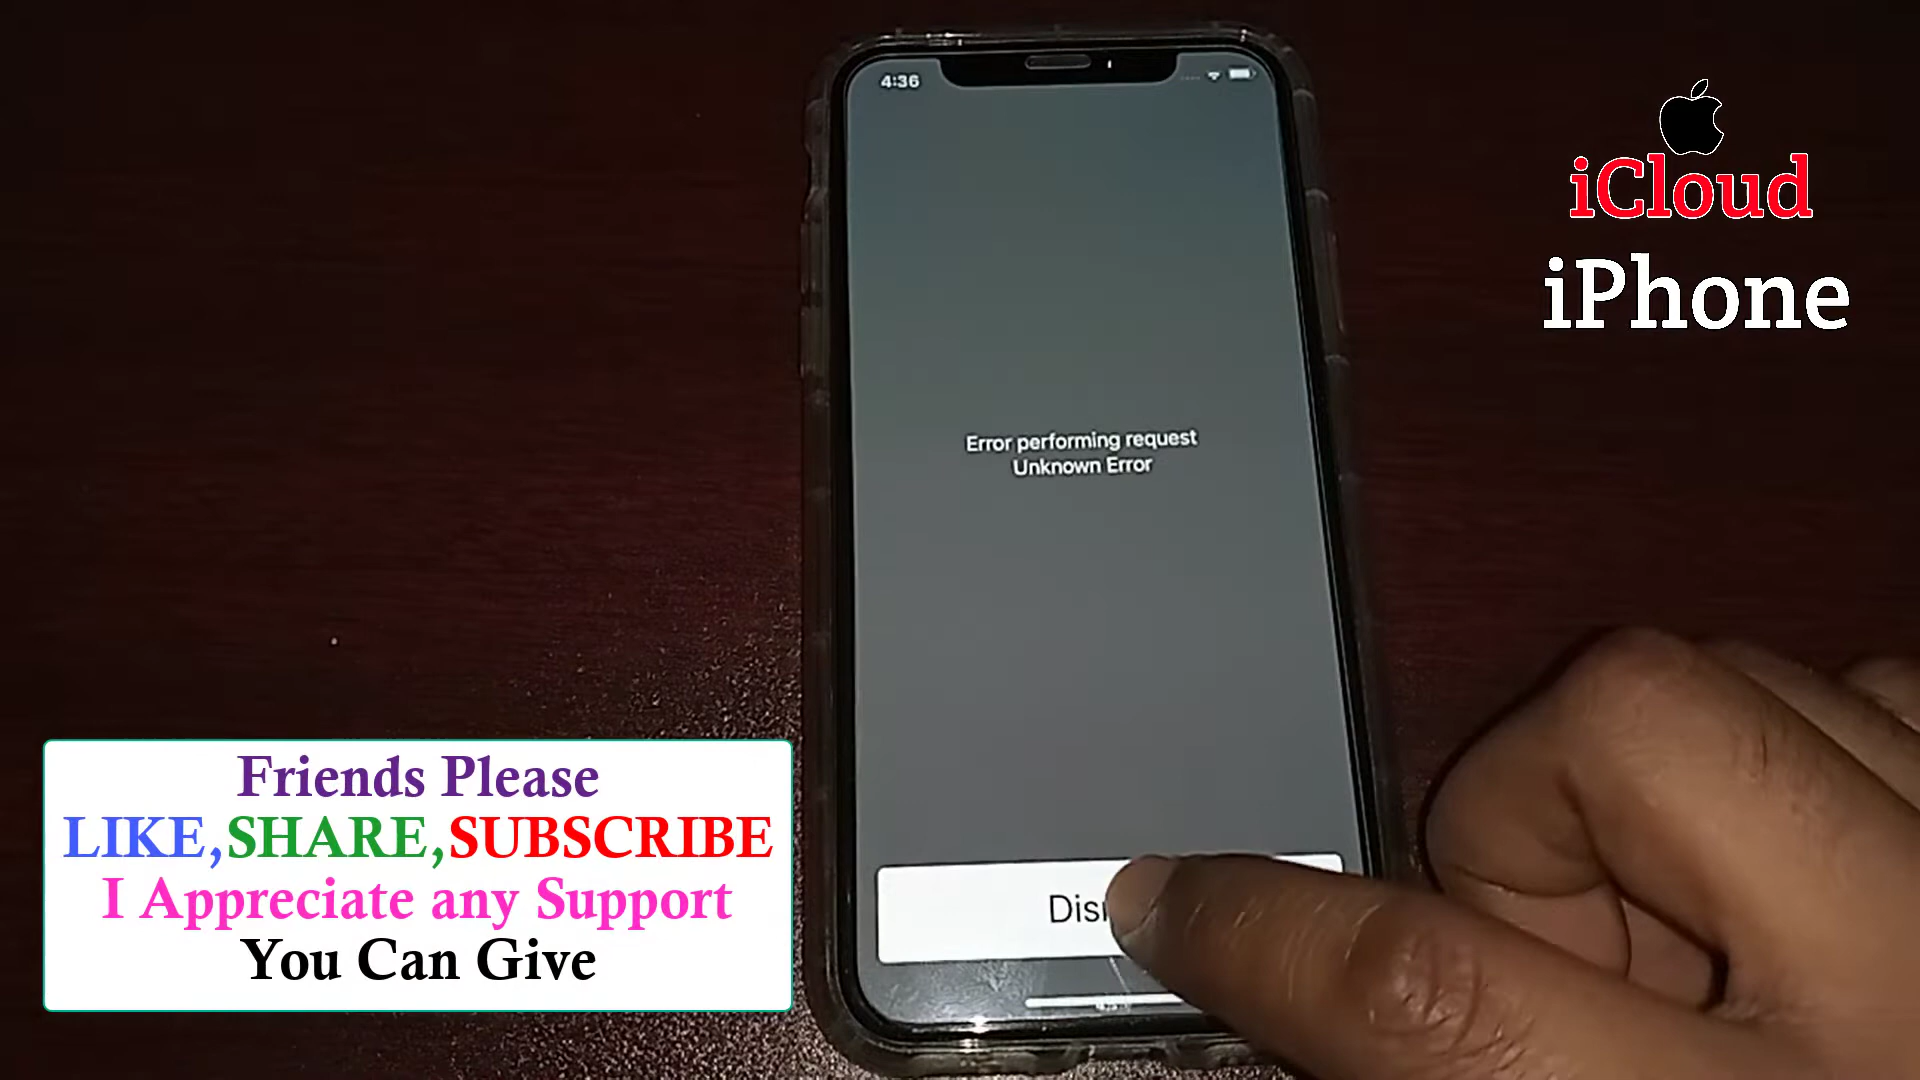 4:36
iCloud
iPhone
Error performing request
Unknown Error
Friends Please
LIKE,SHARE,SUBSCRIBE
I Appreciate any Support
You Can Give